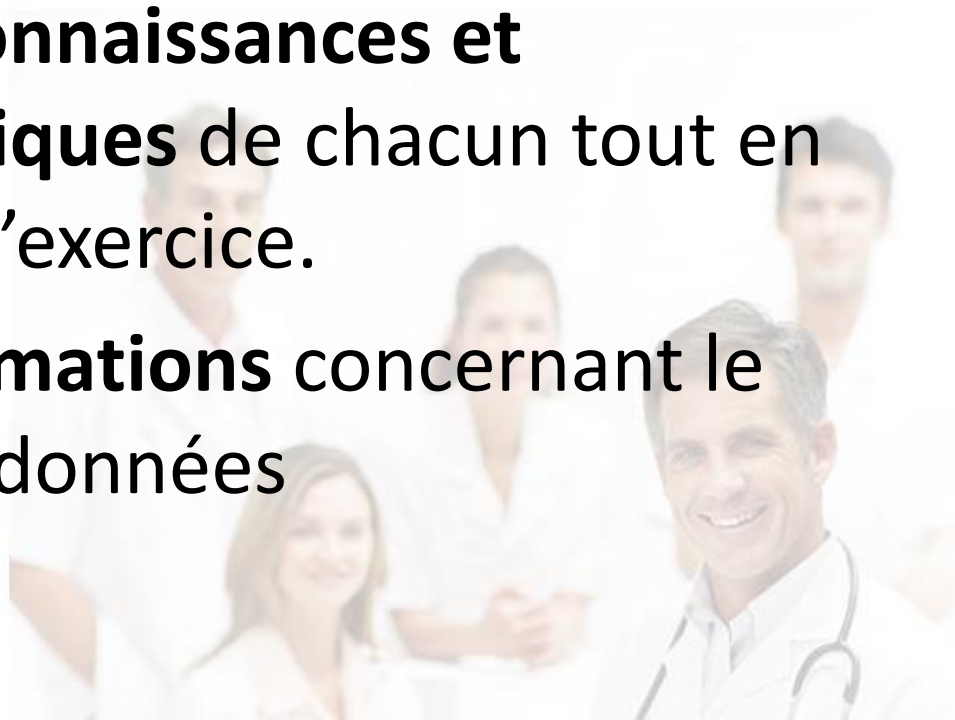 onnaissances et
iques de chacun tout en
’exercice.
mations concernant le
données